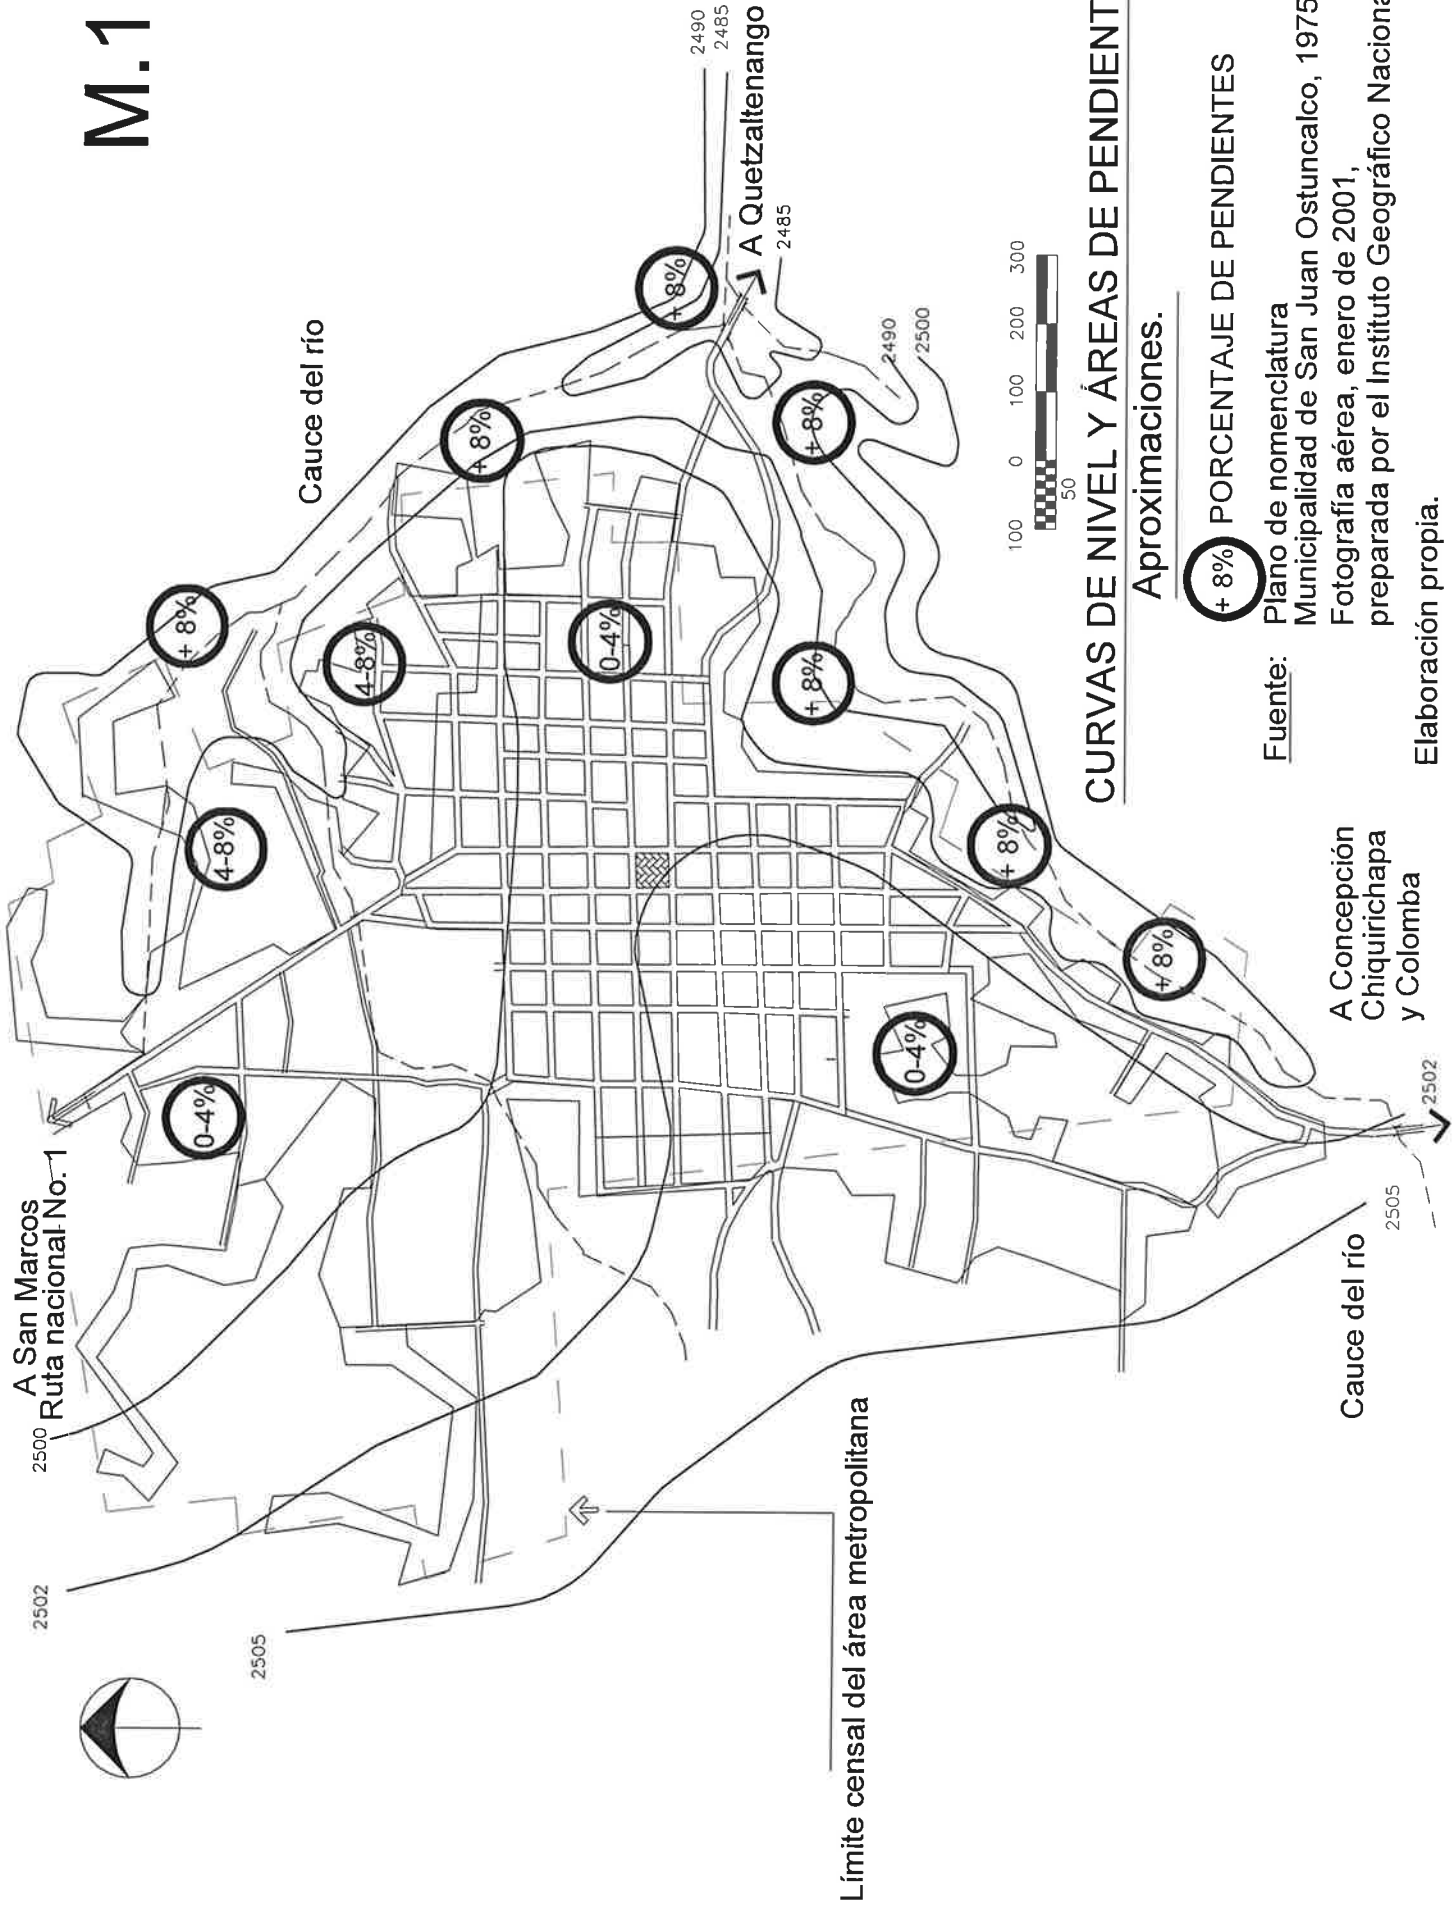 M.1
A San Marcos
Ruta nacional No. 1
2500
2502
2505
Cauce del río
2490
2485
A Quetzaltenango
2485
2490
2500
+ 8%
+ 8%
+ 8%
4-8%
4-8%
0-4%
0-4%
0-4%
+ 8%
+ 8%
+ 8%
+ 8%
Límite censal del área metropolitana
Cauce del río
2505
2502
A Concepción
Chiquirichapa
y Colomba
100 0 100 200 300
50
CURVAS DE NIVEL Y ÁREAS DE PENDIENT
Aproximaciones.
+ 8% PORCENTAJE DE PENDIENTES
Fuente: Plano de nomenclatura
Municipalidad de San Juan Ostuncalco, 1975
Fotografía aérea, enero de 2001,
preparada por el Instituto Geográfico Naciona
Elaboración propia.